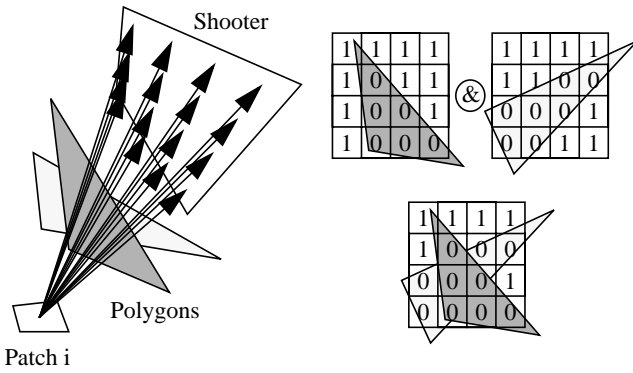 Shooter
Polygons
Patch i
1 1 1 1
1 0 1 1
1 0 0 1
1 0 0 0
&
1 1 1 1
1 1 0 0
0 0 0 1
0 0 1 1
1 1 1 1
1 0 0 0
0 0 0 1
0 0 0 0